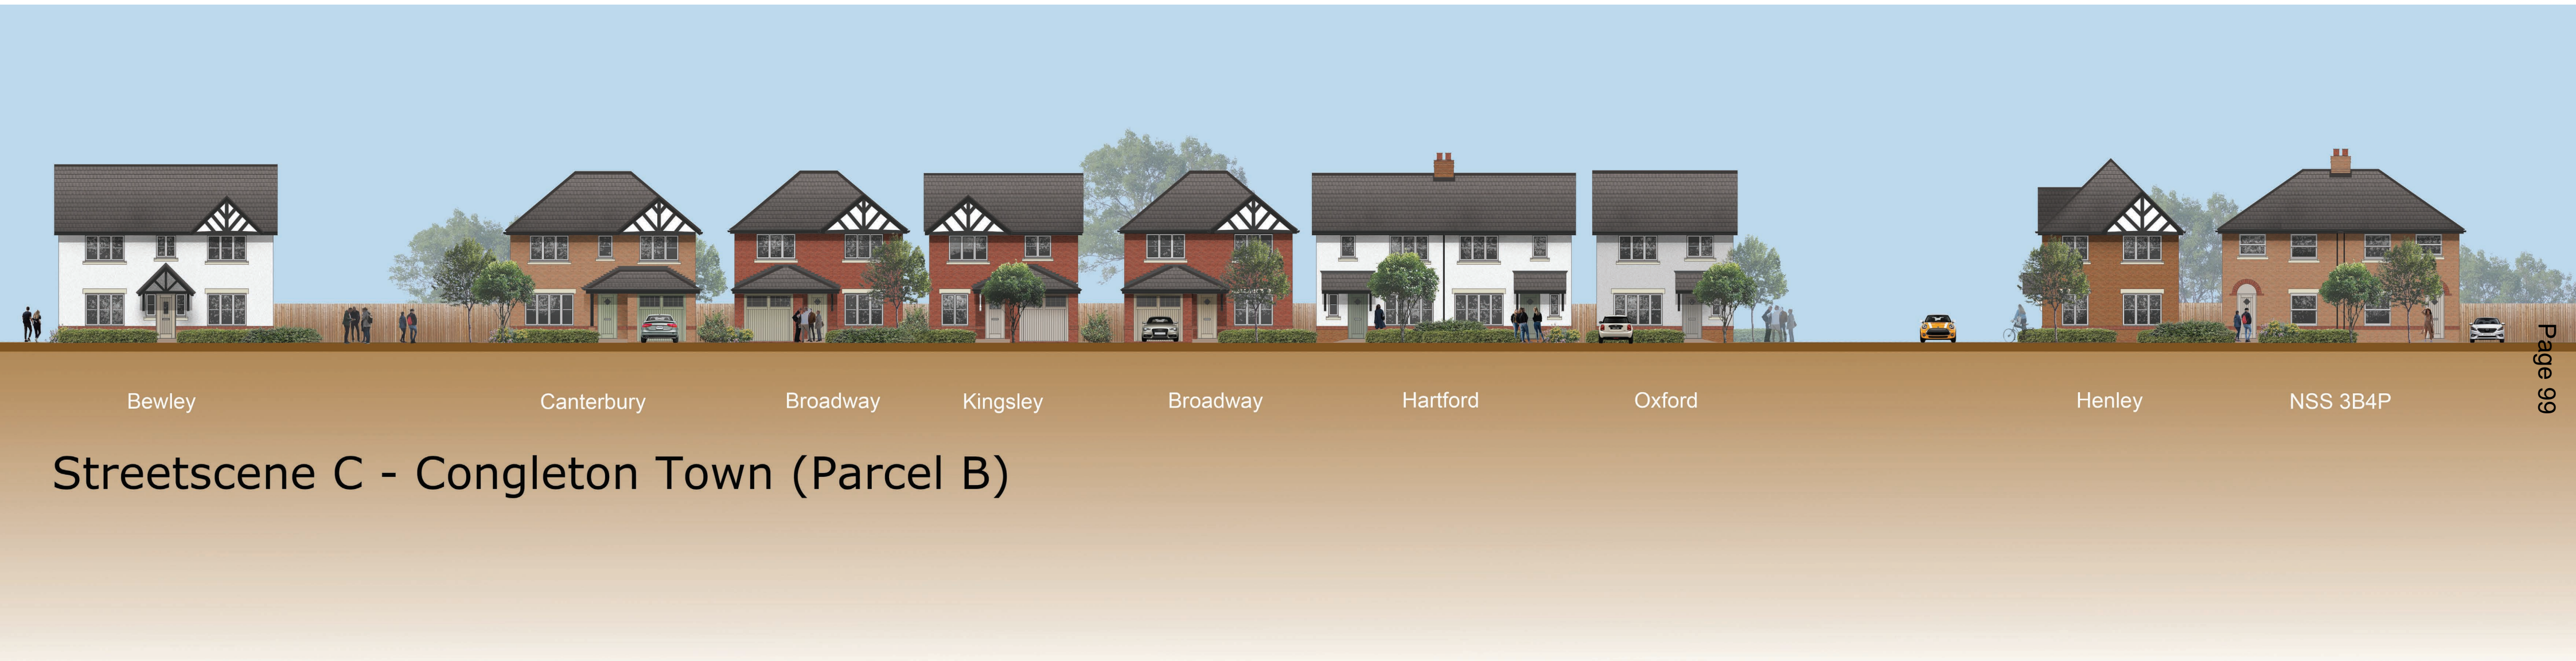 Bewley
Canterbury
Broadway
Kingsley
Broadway
Hartford
Oxford
Henley
NSS 3B4P
Streetscene C - Congleton Town (Parcel B)
Page 99